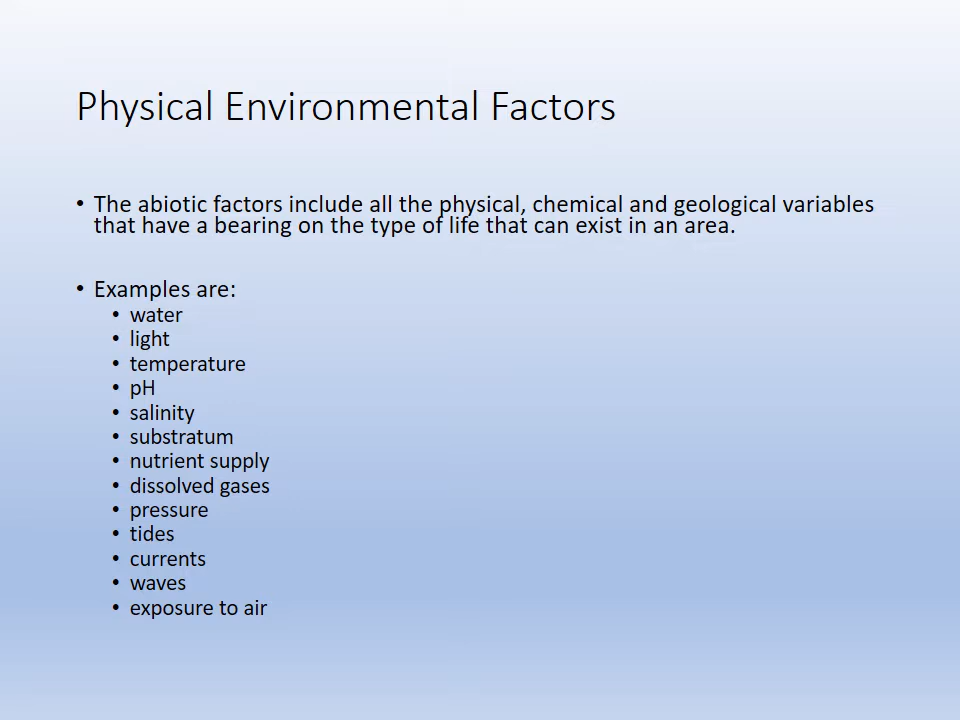 Physical Environmental Factors
• The abiotic factors include all the physical, chemical and geological variables
that have a bearing on the type of life that can exist in an area.
• Examples are:
• water
• light
• temperature
• pH
• salinity
• substratum
• nutrient supply
• dissolved gases
• pressure
• tides
• currents
• waves
• exposure to air